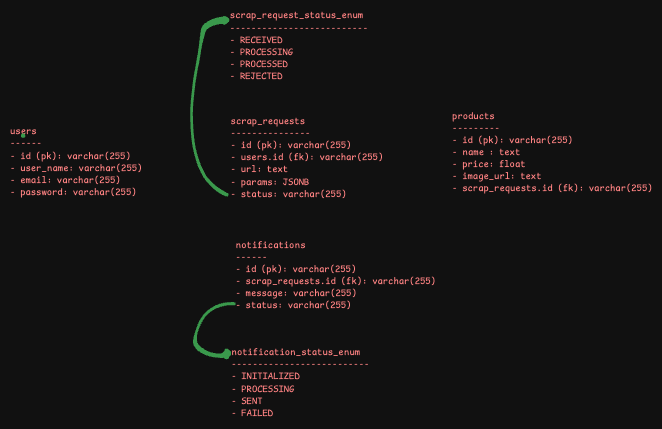 scrap_request_status_enum
-------------------------
- RECEIVED
- PROCESSING
- PROCESSED
- REJECTED
users
------
- id (pk): varchar(255)
- user_name: varchar(255)
- email: varchar(255)
- password: varchar(255)
scrap_requests
---------------
- id (pk): varchar(255)
- users.id (fk): varchar(255)
- url: text
- params: JSONB
- status: varchar(255)
products
---------
- id (pk): varchar(255)
- name : text
- price: float
- image_url: text
- scrap_requests.id (fk): varchar(255)
notifications
------
- id (pk): varchar(255)
- scrap_requests.id (fk): varchar(255)
- message: varchar(255)
- status: varchar(255)
notification_status_enum
-------------------------
- INITIALIZED
- PROCESSING
- SENT
- FAILED